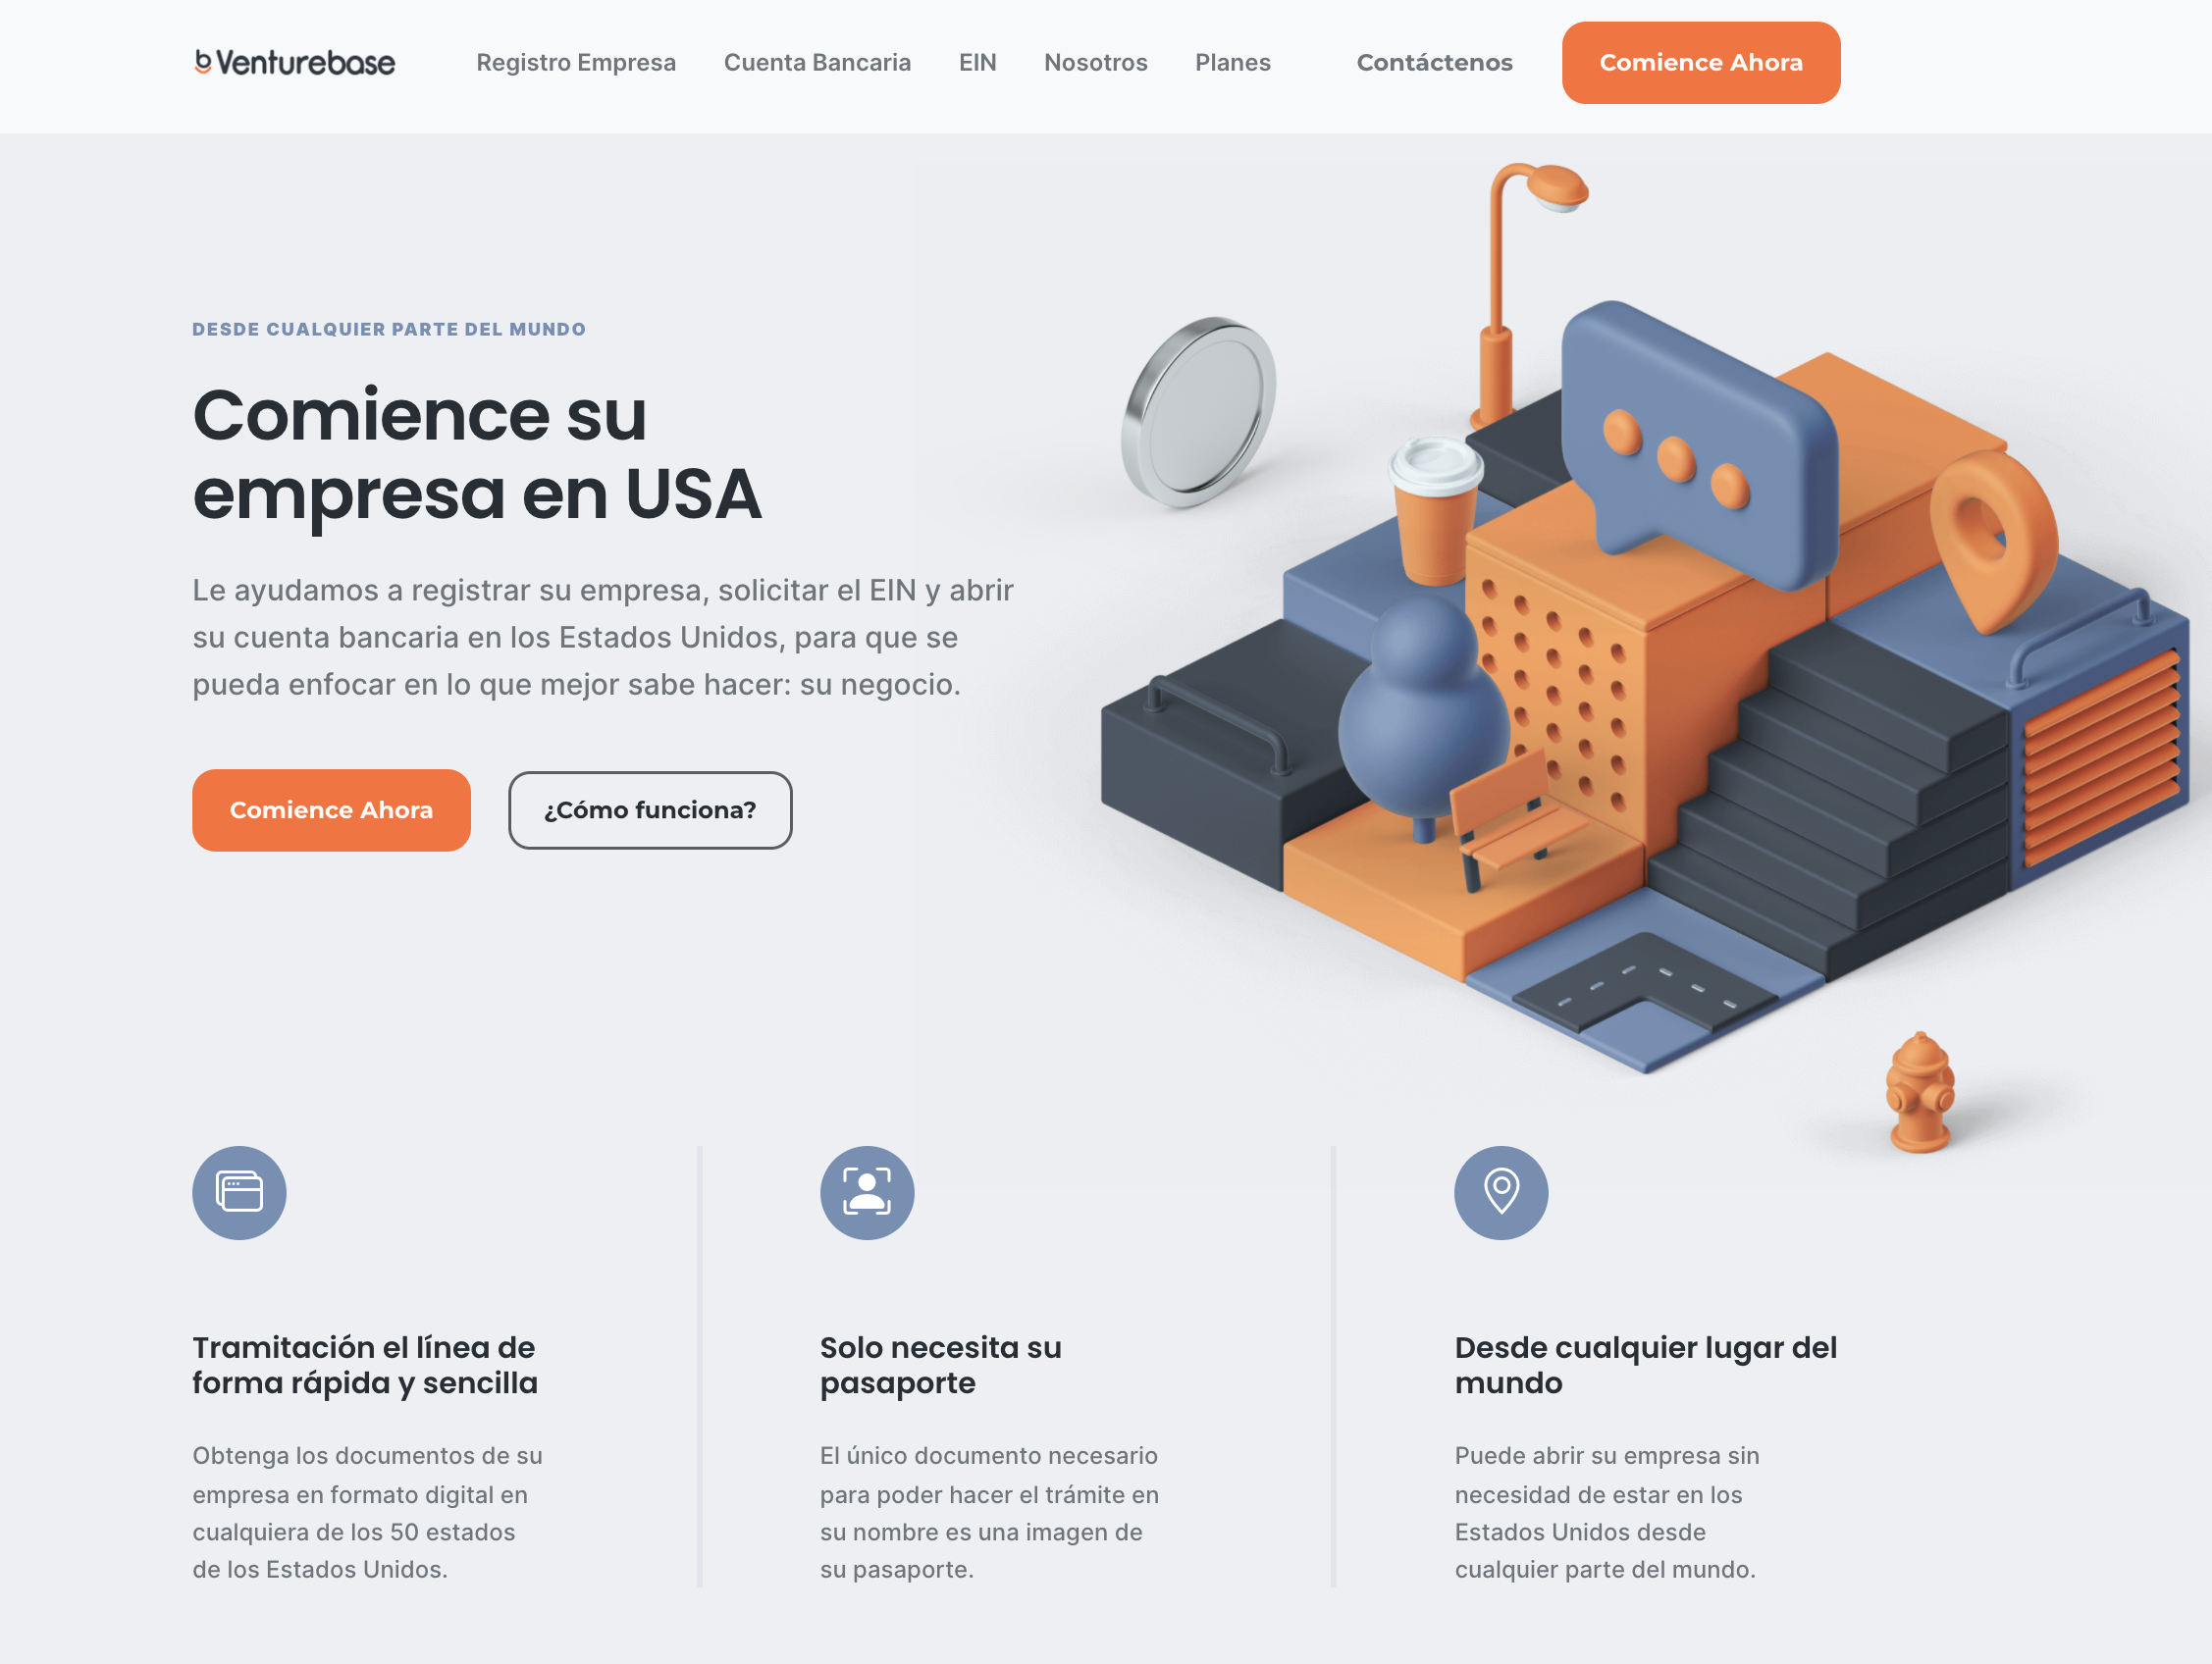 Venturebase
Registro Empresa
Cuenta Bancaria
EIN
Nosotros
Planes
Contáctenos
Comience Ahora
DESDE CUALQUIER PARTE DEL MUNDO
Comience su
empresa en USA
Le ayudamos a registrar su empresa, solicitar el EIN y abrir
su cuenta bancaria en los Estados Unidos, para que se
pueda enfocar en lo que mejor sabe hacer: su negocio.
Comience Ahora
¿Cómo funciona?
Tramitación el línea de
forma rápida y sencilla
Obtenga los documentos de su
empresa en formato digital en
cualquiera de los 50 estados
de los Estados Unidos.
Solo necesita su
pasaporte
El único documento necesario
para poder hacer el trámite en
su nombre es una imagen de
su pasaporte.
Desde cualquier lugar del
mundo
Puede abrir su empresa sin
necesidad de estar en los
Estados Unidos desde
cualquier parte del mundo.